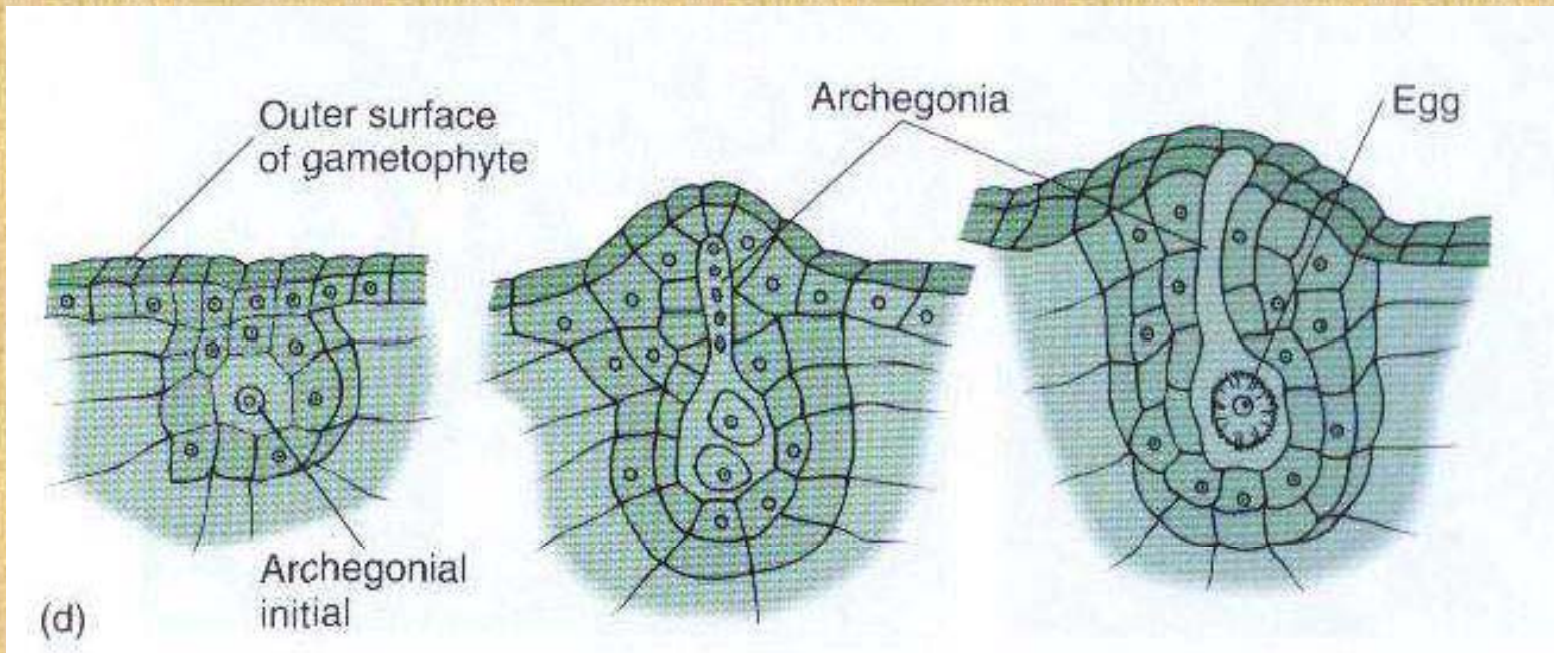 Outer surface
of gametophyte
Archegonia
Egg
Archegonial
initial
(d)